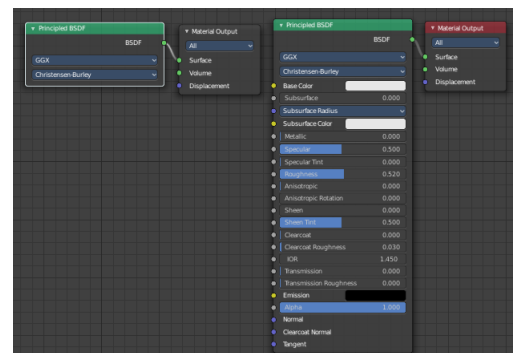 Principled BSDF
BSDF
GGX
Christensen-Burley
Material Output
All
Surface
Volume
Displacement
Principled BSDF
BSDF
GGX
Christensen-Burley
Base Color
Subsurface 0.000
Subsurface Radius
Subsurface Color
Metallic 0.000
Specular 0.500
Specular Tint 0.000
Roughness 0.520
Anisotropic 0.000
Anisotropic Rotation 0.000
Sheen 0.000
Sheen Tint 0.500
Clearcoat 0.000
Clearcoat Roughness 0.030
IOR 1.450
Transmission 0.000
Transmission Roughness 0.000
Emission
Alpha 1.000
Normal
Clearcoat Normal
Tangent
Material Output
All
Surface
Volume
Displacement